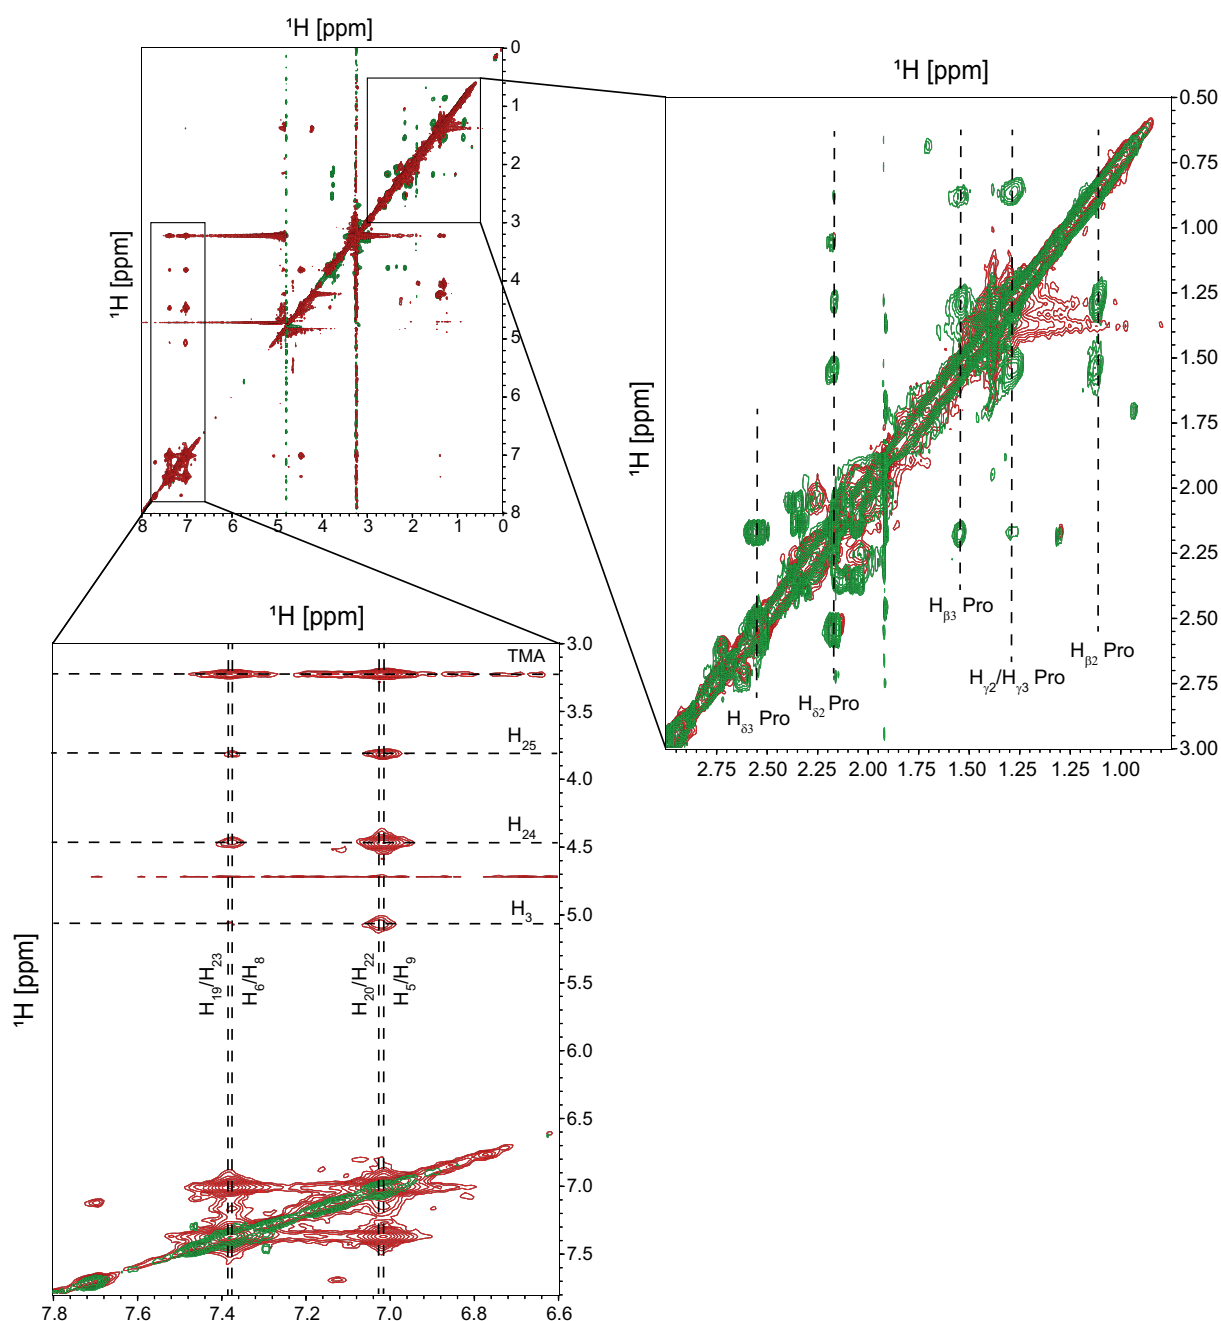 ¹H [ppm]
0
1
2
3
4
5
6
7
8
¹H [ppm]
8 6 4 3 2 1 0
¹H [ppm]
0.50
0.75
1.00
1.25
1.50
1.75
2.00
2.25
2.50
2.75
3.00
¹H [ppm]
Hβ3 Pro
Hβ2 Pro
Hγ2/Hγ3 Pro
Hδ3 Pro
Hδ2 Pro
2.75 2.50 2.25 2.00 1.75 1.50 1.25 1.25 1.00
¹H [ppm]
TMA
H25
H24
H3
3.0
3.5
4.0
4.5
5.0
5.5
6.0
6.5
7.0
7.5
¹H [ppm]
H19/H23
H6/H8
H20/H22
H5/H9
7.8 7.6 7.4 7.2 7.0 6.8 6.6